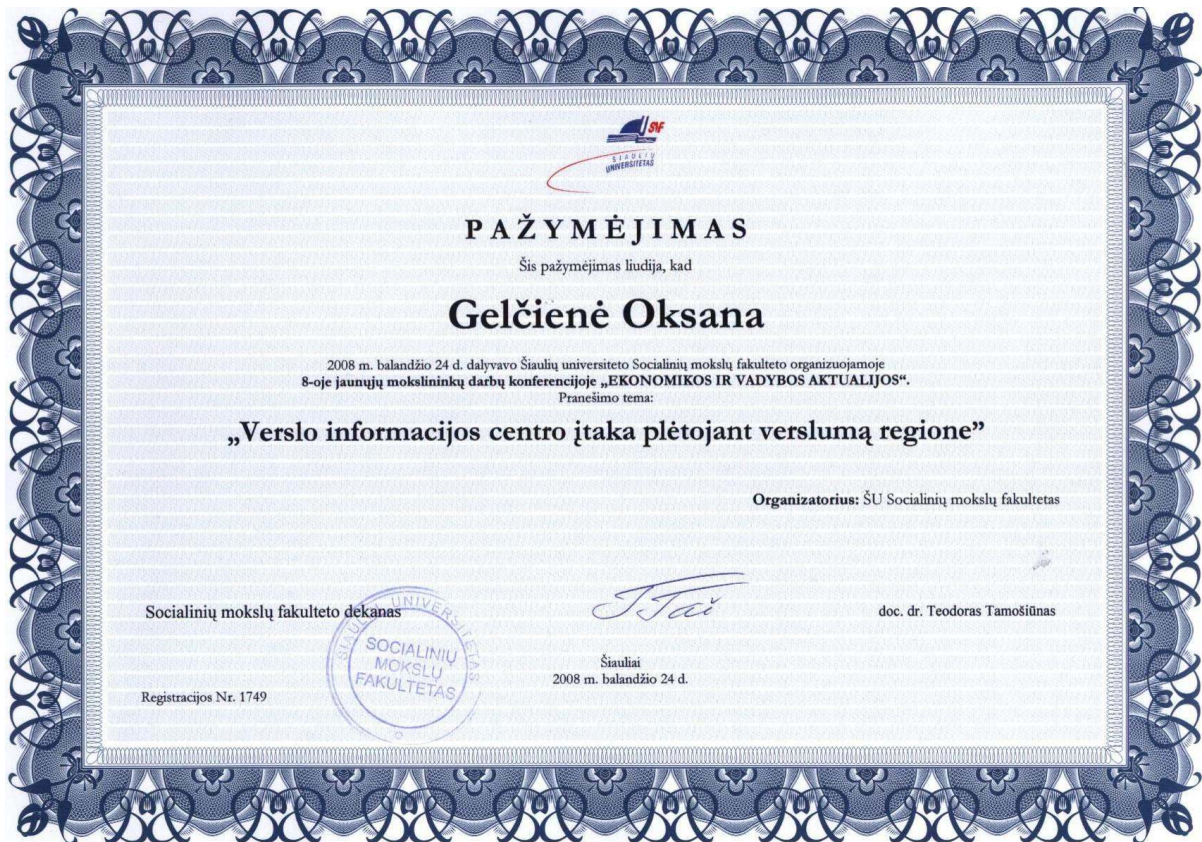 SMF
ŠIAULIŲ
UNIVERSITETAS
PAŽYMĖJIMAS
Šis pažymėjimas liudija, kad
Gelčienė Oksana
2008 m. balandžio 24 d. dalyvavo Šiaulių universiteto Socialinių mokslų fakulteto organizuojamoje
8-oje jaunųjų mokslininkų darbų konferencijoje „EKONOMIKOS IR VADYBOS AKTUALIJOS“.
Pranešimo tema:
„Verslo informacijos centro įtaka plėtojant verslumą regione”
Organizatorius: ŠU Socialinių mokslų fakultetas
Socialinių mokslų fakulteto dekanas
doc. dr. Teodoras Tamošiūnas
ŠIAULIŲ UNIVERSITETAS
SOCIALINIŲ
MOKSLŲ
FAKULTETAS
Šiauliai
2008 m. balandžio 24 d.
Registracijos Nr. 1749